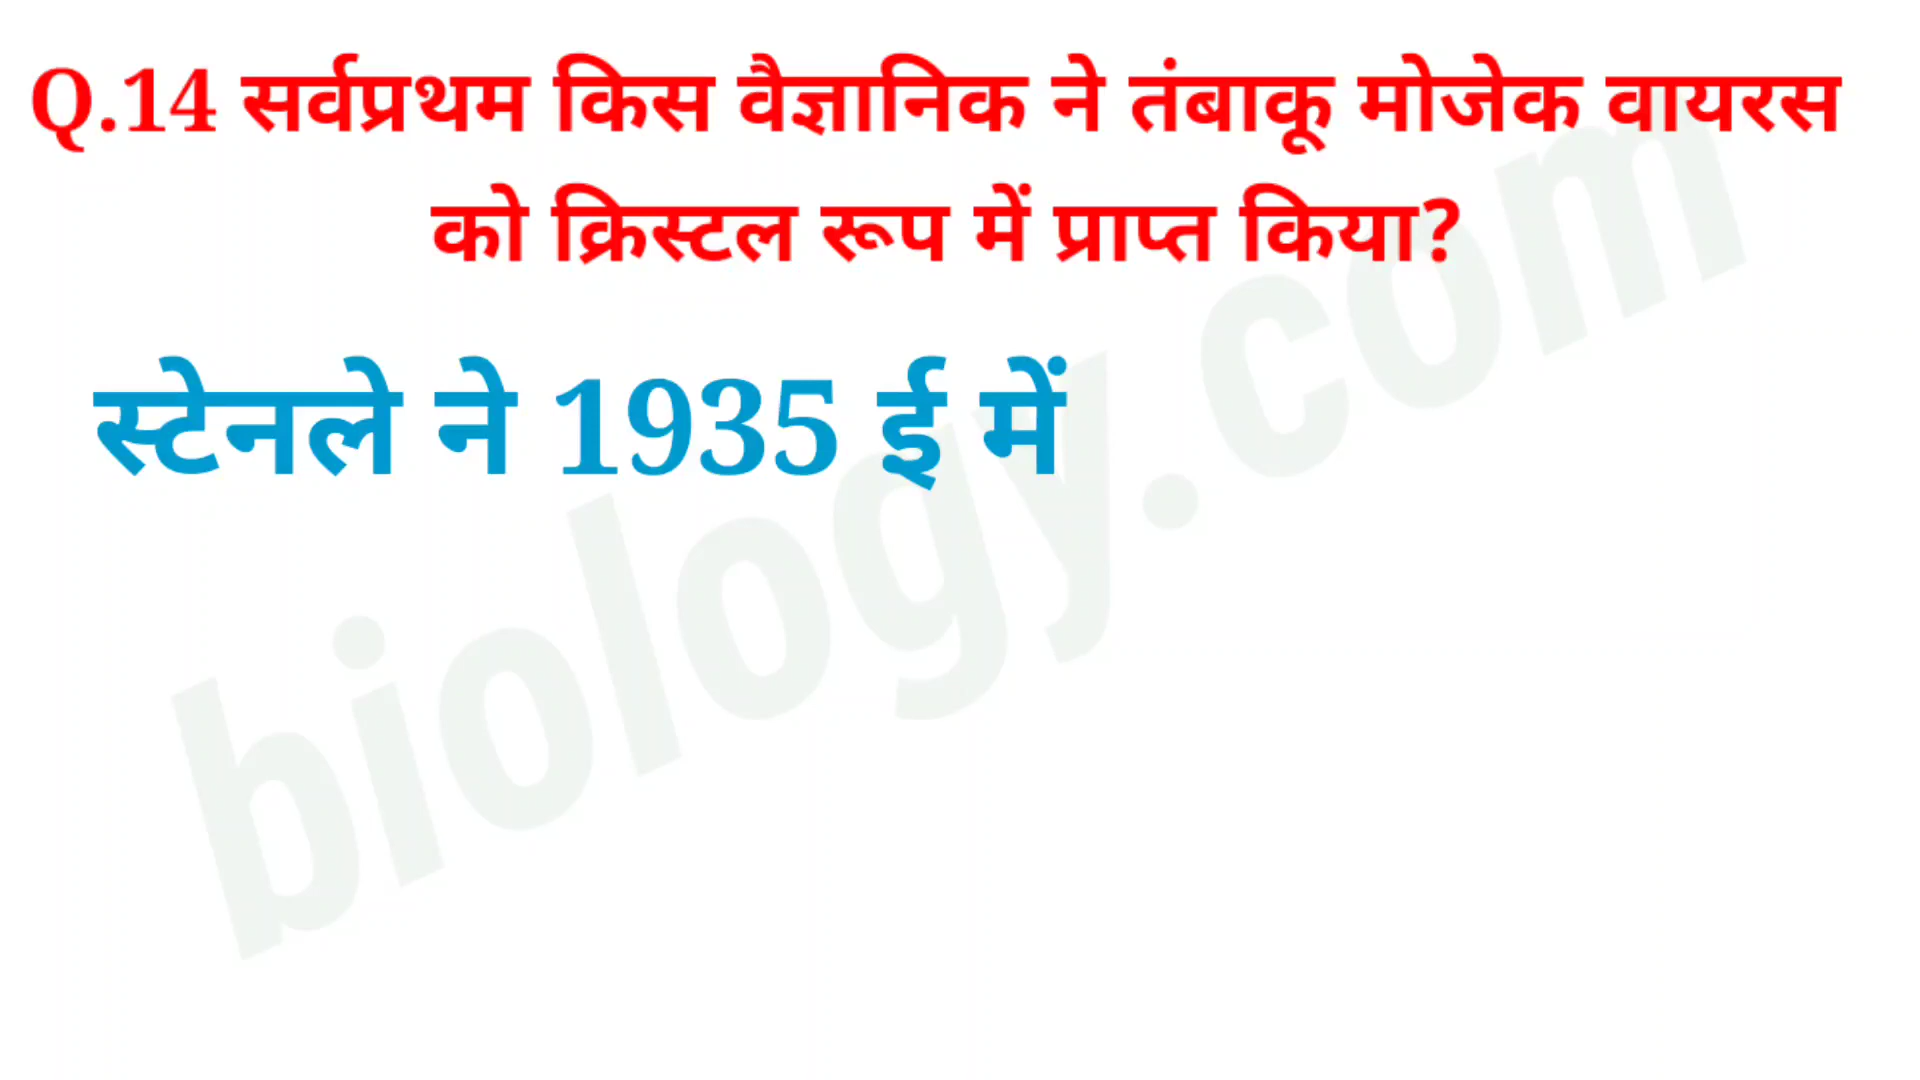 Q.14 सर्वप्रथम किस वैज्ञानिक ने तंबाकू मोजेक वायरस
को क्रिस्टल रूप में प्राप्त किया?
स्टेनले ने 1935 ई में
biology.com